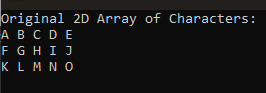 Original 2D Array of Characters:
A B C D E
F G H I J
K L M N O